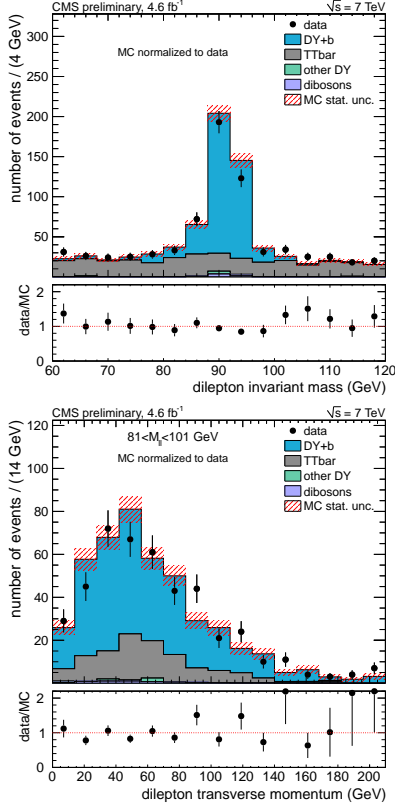 CMS preliminary, 4.6 fb-1 √s = 7 TeV
number of events / (4 GeV)
300
250
200
150
100
50
MC normalized to data
data
DY+b
TTbar
other DY
dibosons
MC stat. unc.
data/MC
2
1
0
60 70 80 90 100 110 120
dilepton invariant mass (GeV)
CMS preliminary, 4.6 fb-1 √s = 7 TeV
number of events / (14 GeV)
120
100
80
60
40
20
81<Mll<101 GeV
MC normalized to data
data
DY+b
TTbar
other DY
dibosons
MC stat. unc.
data/MC
2
1
0
0 20 40 60 80 100 120 140 160 180 200
dilepton transverse momentum (GeV)